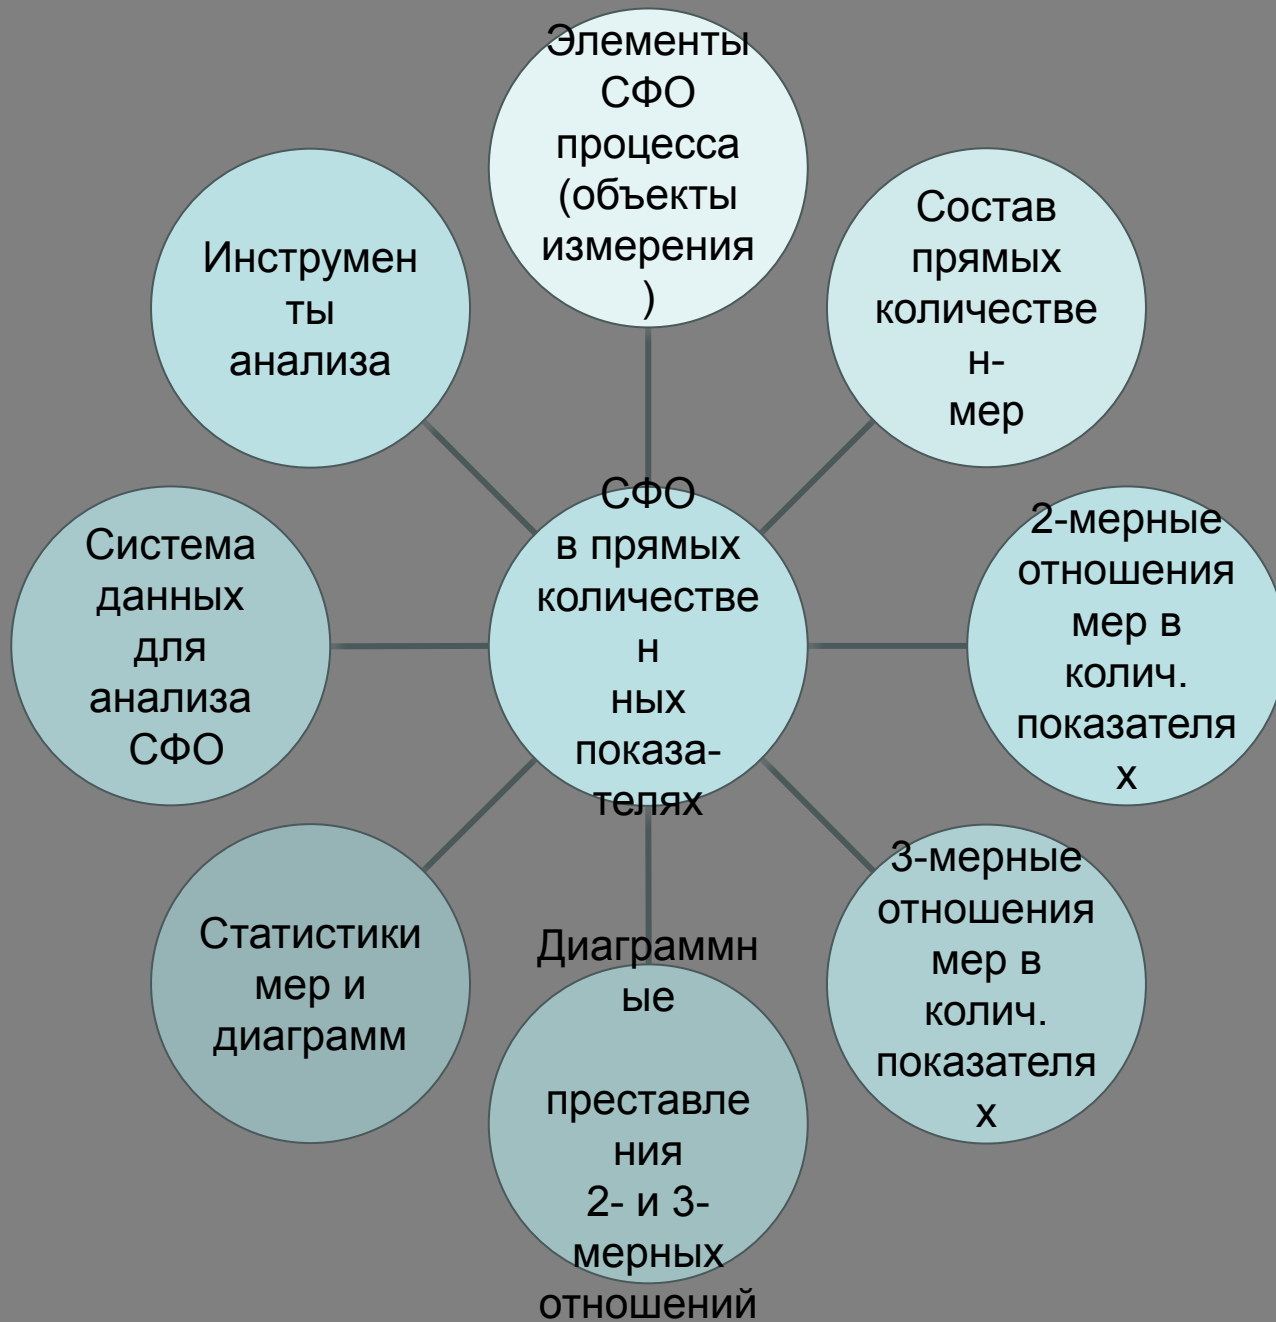 Элементы
СФО
процесса
(объекты
измерения
)
Состав
прямых
количестве
н-
мер
2-мерные
отношения
мер в
колич.
показателя
х
3-мерные
отношения
мер в
колич.
показателя
х
Диаграммн
ые
преставле
ния
2- и 3-
мерных
отношений
Статистики
мер и
диаграмм
Система
данных
для
анализа
СФО
Инструмен
ты
анализа
СФО
в прямых
количестве
н
ных
показа-
телях